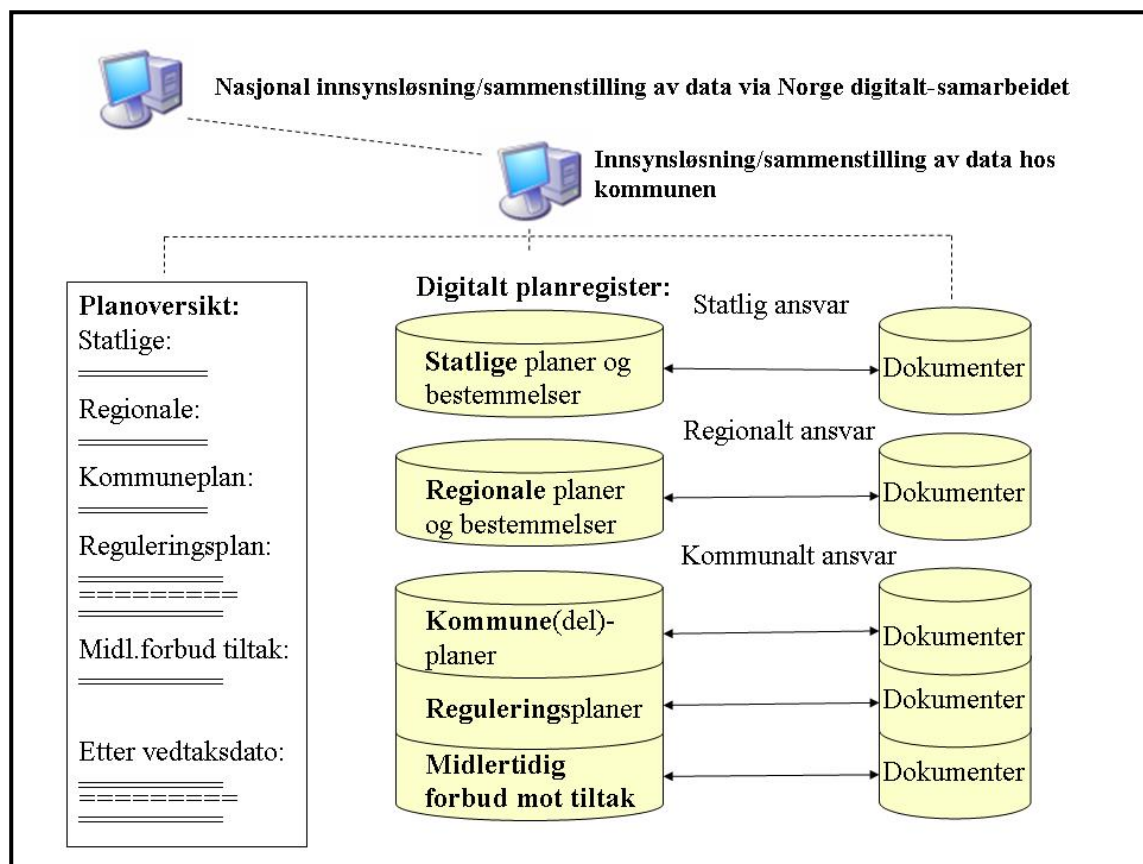 Nasjonal innsynsløsning/sammenstilling av data via Norge digitalt-samarbeidet
Innsynsløsning/sammenstilling av data hos
kommunen
Planoversikt:
Statlige:
Regionale:
Kommuneplan:
Reguleringsplan:
=========
Midl.forbud tiltak:
Etter vedtaksdato:
=========
Digitalt planregister:
Statlig ansvar
Statlige planer og
bestemmelser
Dokumenter
Regionalt ansvar
Regionale planer
og bestemmelser
Dokumenter
Kommunalt ansvar
Kommune(del)-
planer
Dokumenter
Reguleringsplaner
Dokumenter
Midlertidig
forbud mot tiltak
Dokumenter